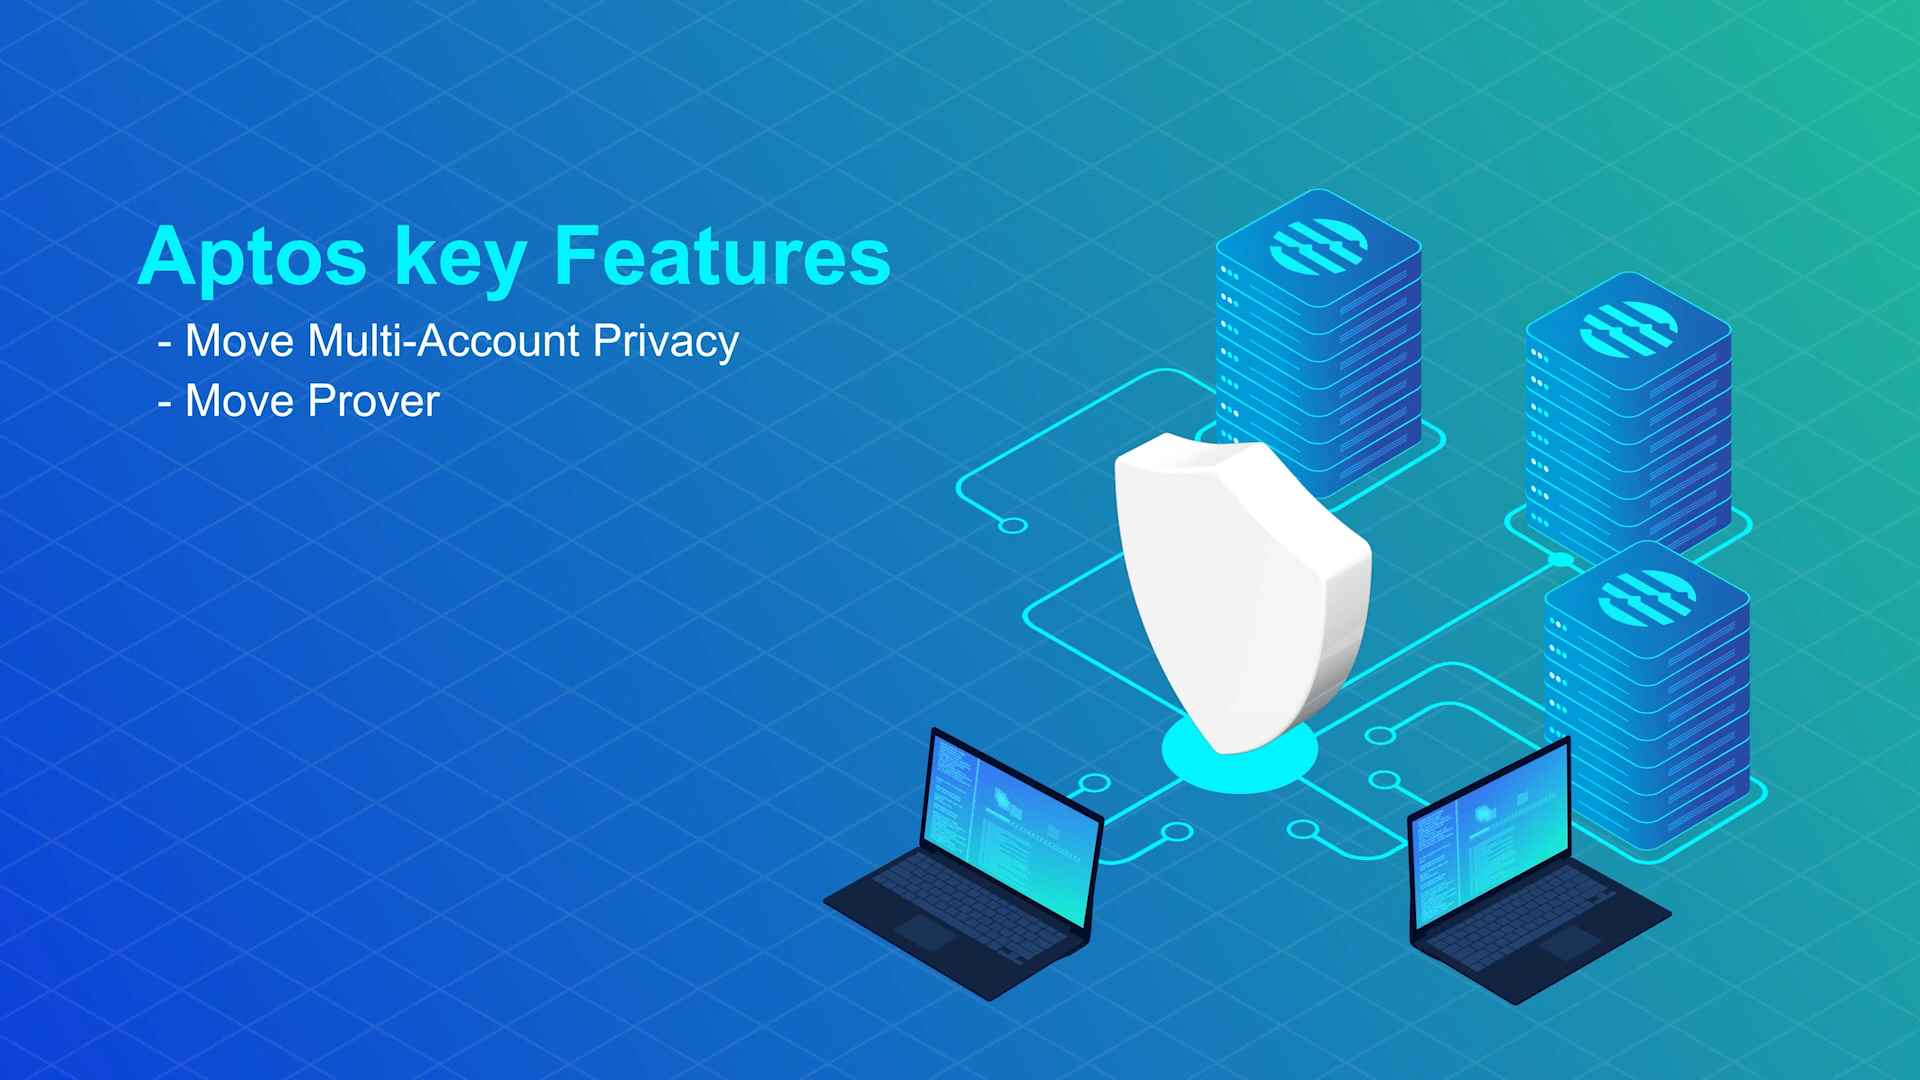 Aptos key Features
- Move Multi-Account Privacy
- Move Prover